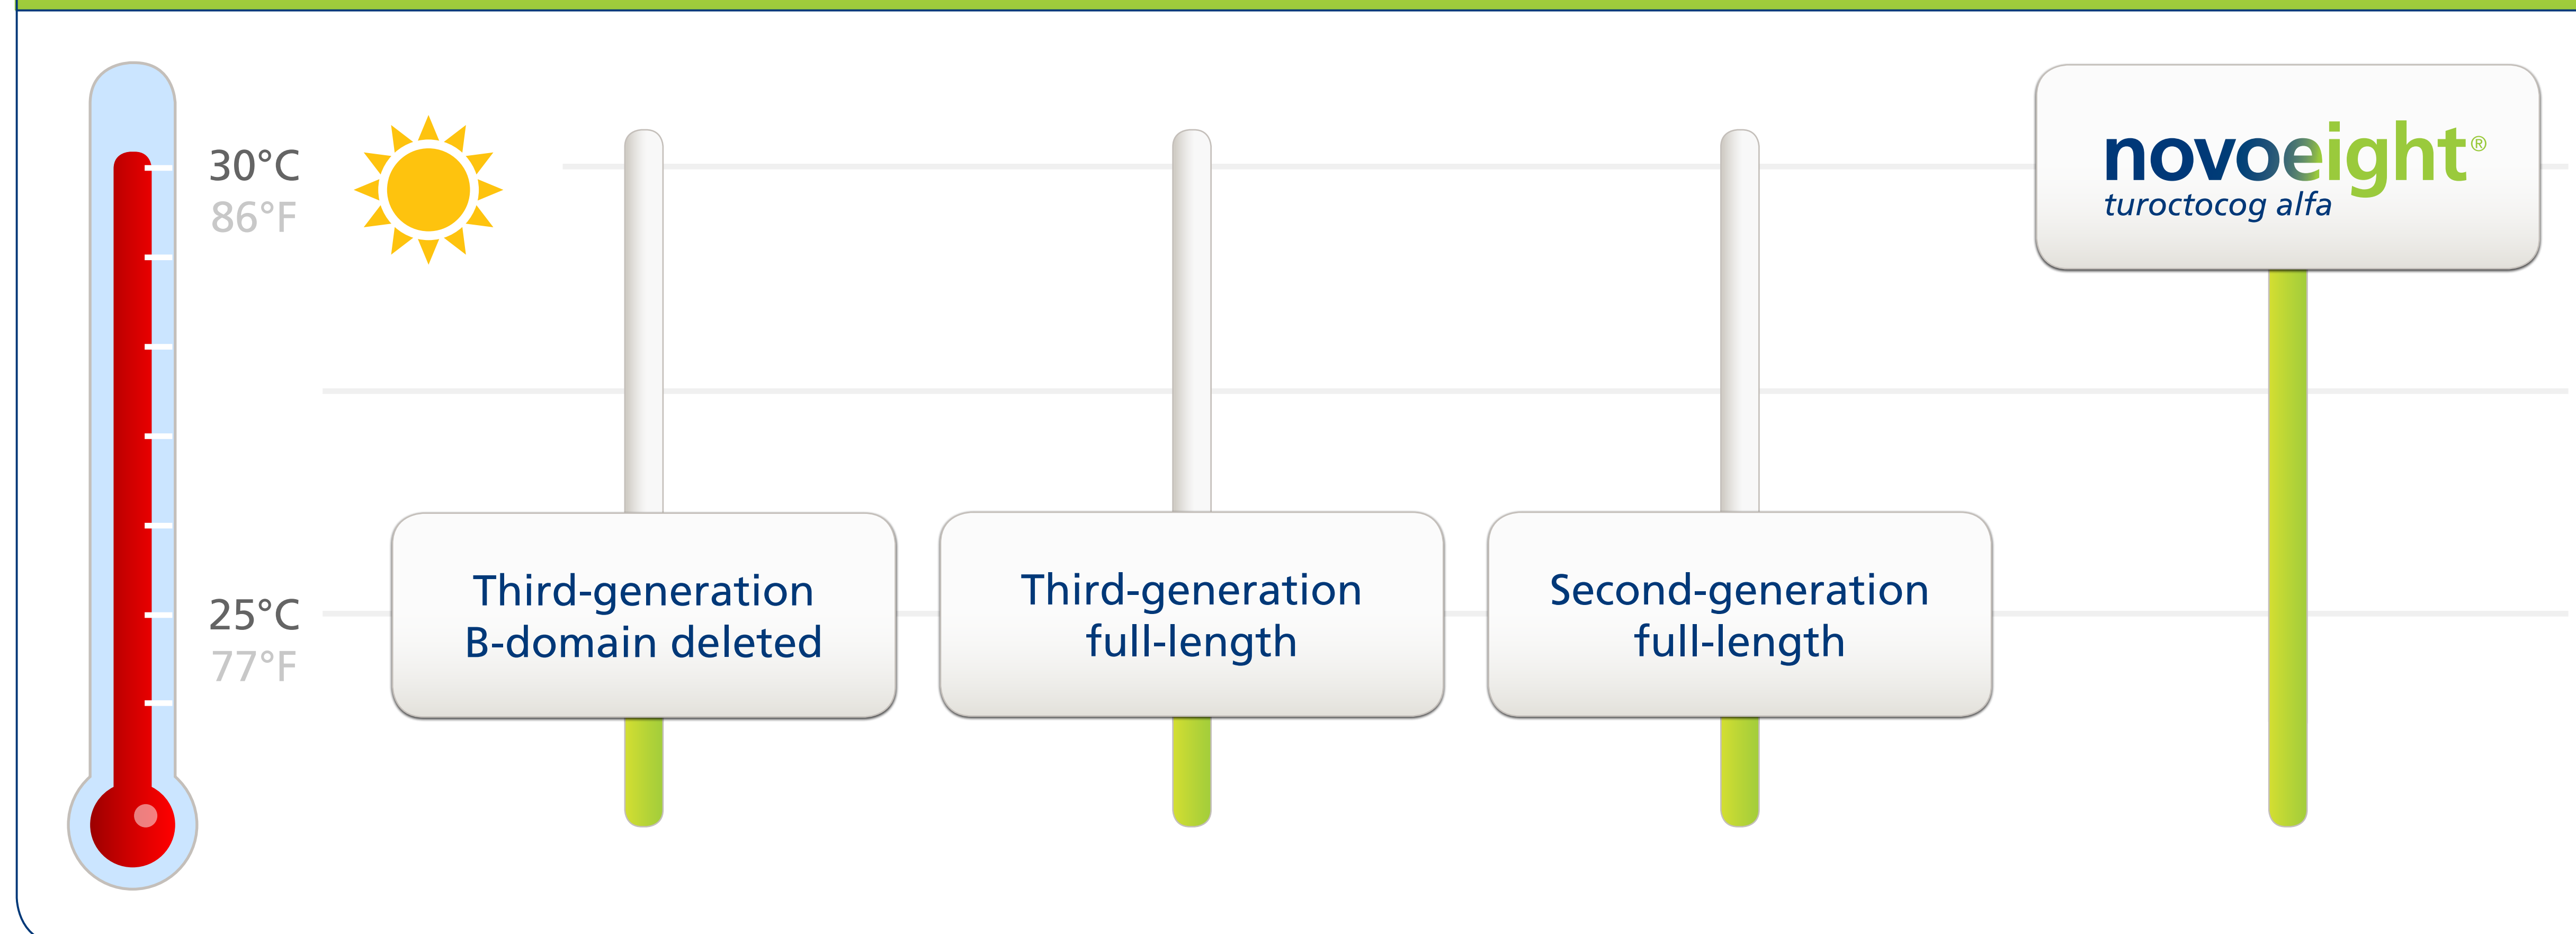 30°C
86°F
novoeight®
turoctocog alfa
25°C
77°F
Third-generation
B-domain deleted
Third-generation
full-length
Second-generation
full-length